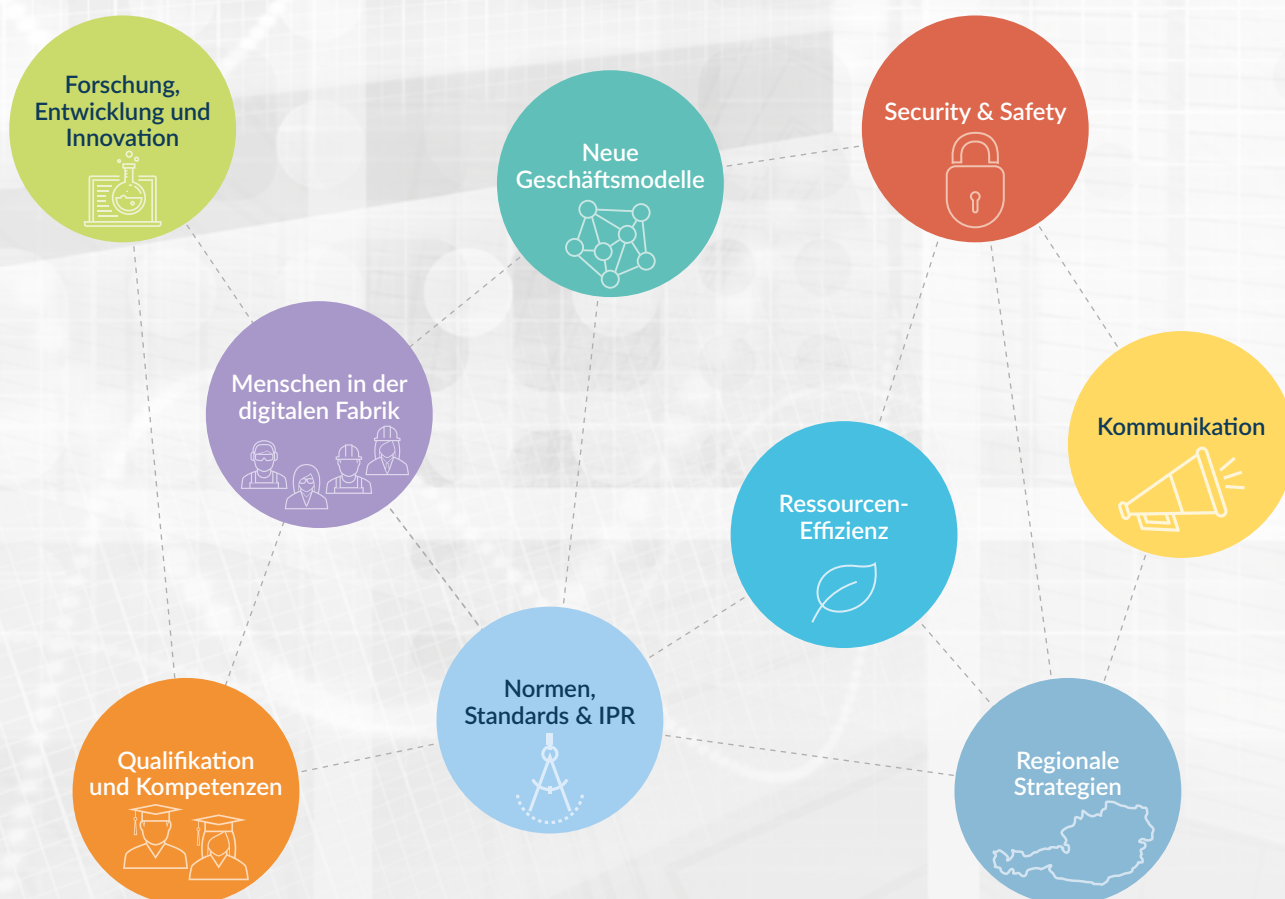 Forschung,
Entwicklung und
Innovation
Neue
Geschäftsmodelle
Security & Safety
Menschen in der
digitalen Fabrik
Kommunikation
Ressourcen-
Effizienz
Normen,
Standards & IPR
Qualifikation
und Kompetenzen
Regionale
Strategien